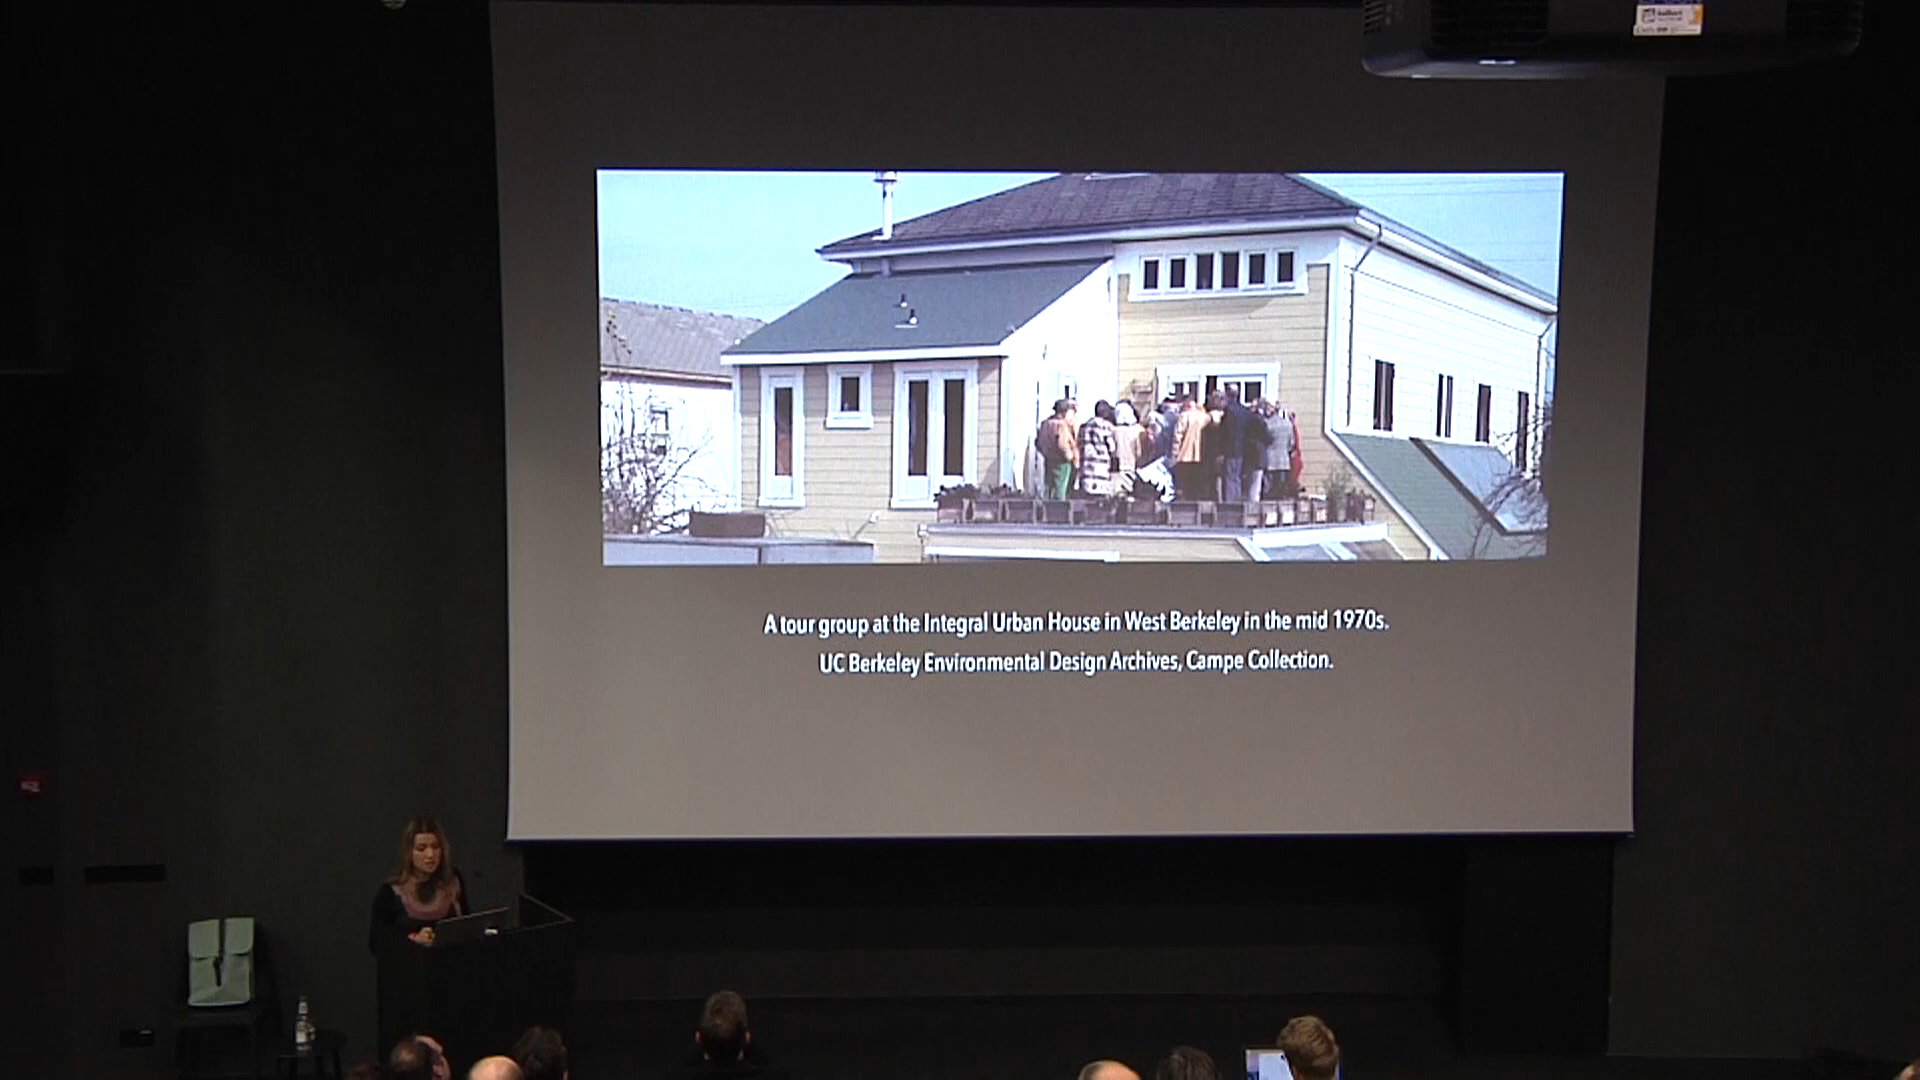 A tour group at the Integral Urban House in West Berkeley in the mid 1970s.
UC Berkeley Environmental Design Archives, Campe Collection.